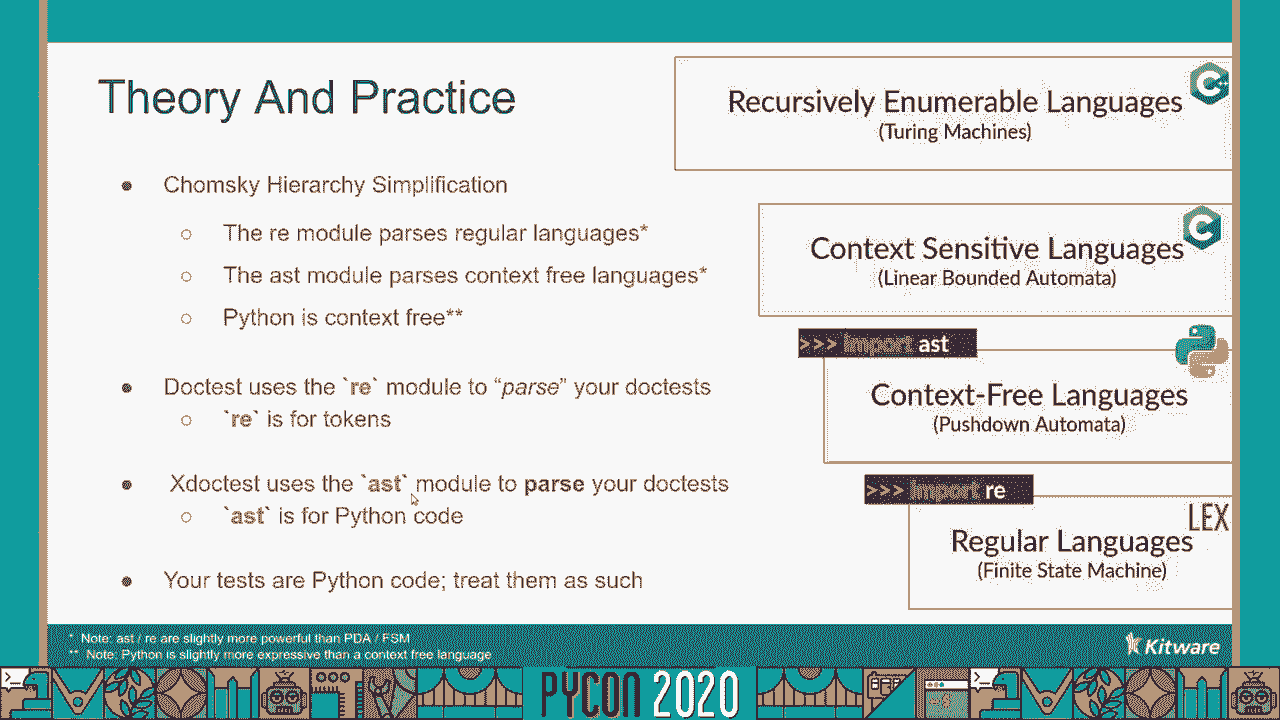 Theory And Practice
● Chomsky Hierarchy Simplification
○ The re module parses regular languages*
○ The ast module parses context free languages*
○ Python is context free**
● Doctest uses the `re` module to “parse” your doctests
○ `re` is for tokens
● Xdoctest uses the `ast` module to parse your doctests
○ `ast` is for Python code
● Your tests are Python code; treat them as such
Recursively Enumerable Languages
(Turing Machines)
C++
Context Sensitive Languages
(Linear Bounded Automata)
C
>>> import ast
Context-Free Languages
(Pushdown Automata)
>>> import re
LEX
Regular Languages
(Finite State Machine)
* Note: ast / re are slightly more powerful than PDA / FSM
** Note: Python is slightly more expressive than a context free language
Kitware
PYCON 2020